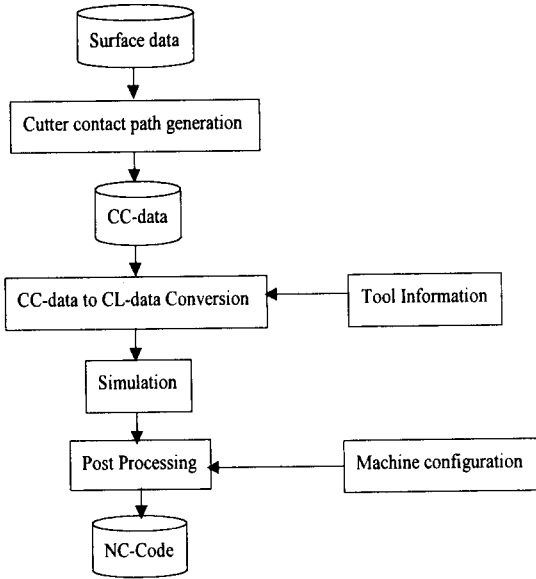 Surface data
Cutter contact path generation
CC-data
CC-data to CL-data Conversion
Tool Information
Simulation
Post Processing
Machine configuration
NC-Code